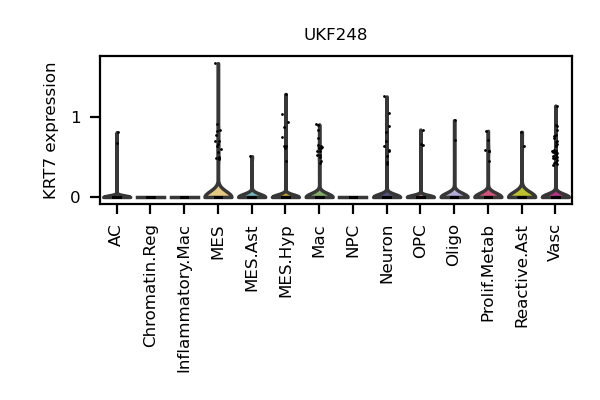 UKF248
KRT7 expression
1
0
AC
Chromatin.Reg
Inflammatory.Mac
MES
MES.Ast
MES.Hyp
Mac
NPC
Neuron
OPC
Oligo
Prolif.Metab
Reactive.Ast
Vasc